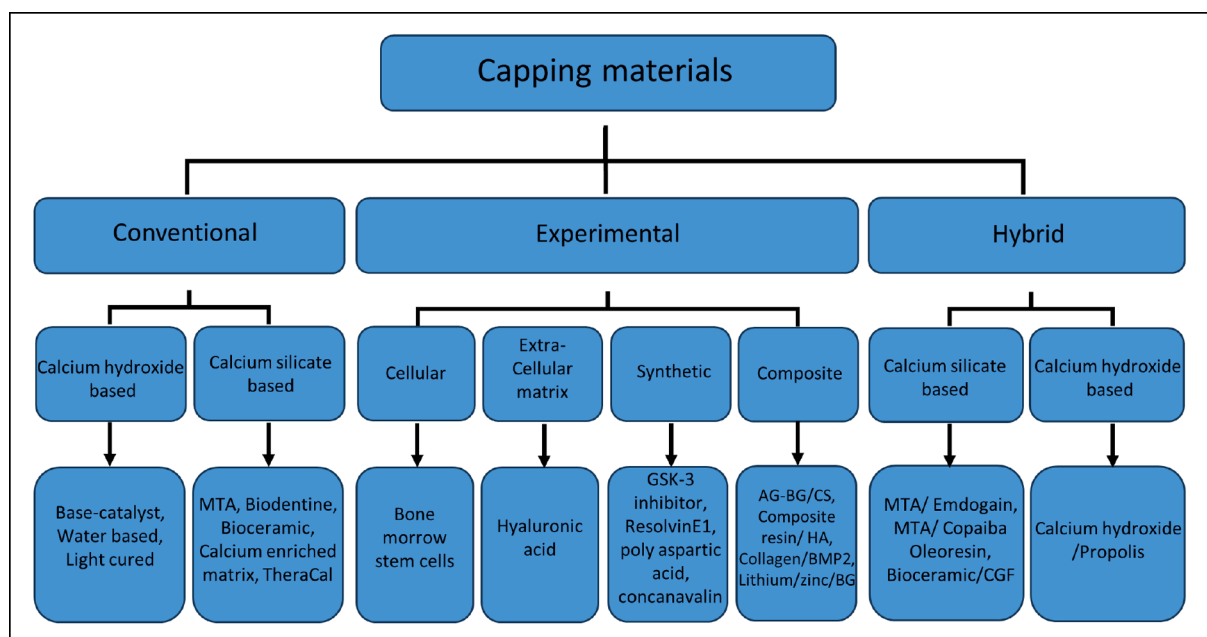 Capping materials
Conventional
Experimental
Hybrid
Calcium hydroxide
based
Calcium silicate
based
Cellular
Extra-
Cellular
matrix
Synthetic
Composite
Calcium silicate
based
Calcium hydroxide
based
Base-catalyst,
Water based,
Light cured
MTA, Biodentine,
Bioceramic,
Calcium enriched
matrix, TheraCal
Bone
morrow
stem cells
Hyaluronic
acid
GSK-3
inhibitor,
ResolvinE1,
poly aspartic
acid,
concanavalin
AG-BG/CS,
Composite
resin/ HA,
Collagen/BMP2,
Lithium/zinc/BG
MTA/ Emdogain,
MTA/ Copaiba
Oleoresin,
Bioceramic/CGF
Calcium hydroxide
/Propolis